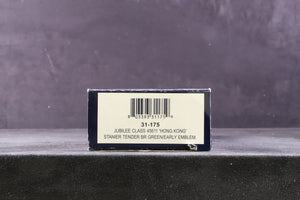 31-175
JUBILEE CLASS 45611 'HONG KONG'
STANIER TENDER BR GREEN/EARLY EMBLEM